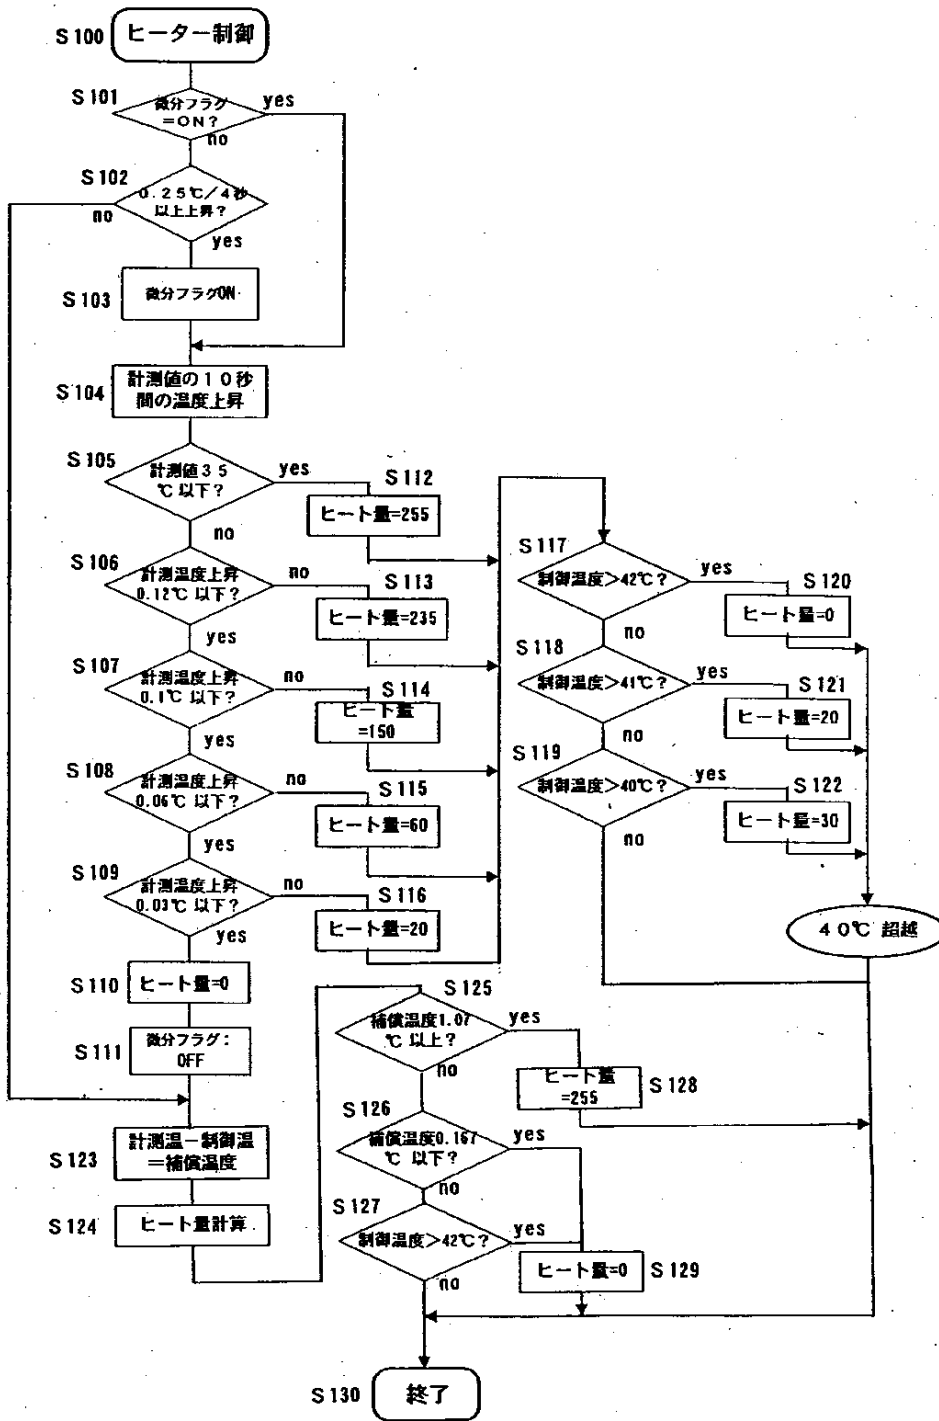 S100
ヒーター制御
S101
微分フラグ
=ON?
yes
no
S102
0.25℃/4秒
以上上昇?
no
yes
S103
微分フラグON
S104
計測値の10秒
間の温度上昇
S105
計測値35
℃以下?
yes
no
S112
ヒート量=255
S106
計測温度上昇
0.12℃以下?
no
yes
S113
ヒート量=235
S107
計測温度上昇
0.1℃以下?
no
yes
S114
ヒート量
=150
S108
計測温度上昇
0.06℃以下?
no
yes
S115
ヒート量=60
S109
計測温度上昇
0.03℃以下?
no
yes
S116
ヒート量=20
S110
ヒート量=0
S111
微分フラグ:
OFF
S117
制御温度>42℃?
yes
no
S120
ヒート量=0
S118
制御温度>41℃?
yes
no
S121
ヒート量=20
S119
制御温度>40℃?
yes
no
S122
ヒート量=30
40℃超越
S123
計測温-制御温
=補償温度
S124
ヒート量計算
S125
補償温度1.07
℃以上?
yes
no
S128
ヒート量
=255
S126
補償温度0.167
℃以下?
yes
no
S127
制御温度>42℃?
yes
no
S129
ヒート量=0
S130
終了